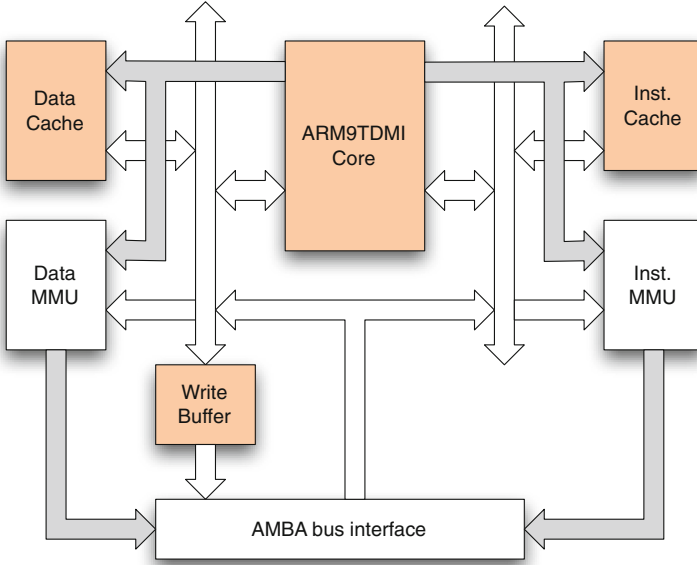 Data
Cache
ARM9TDMI
Core
Inst.
Cache
Data
MMU
Inst.
MMU
Write
Buffer
AMBA bus interface